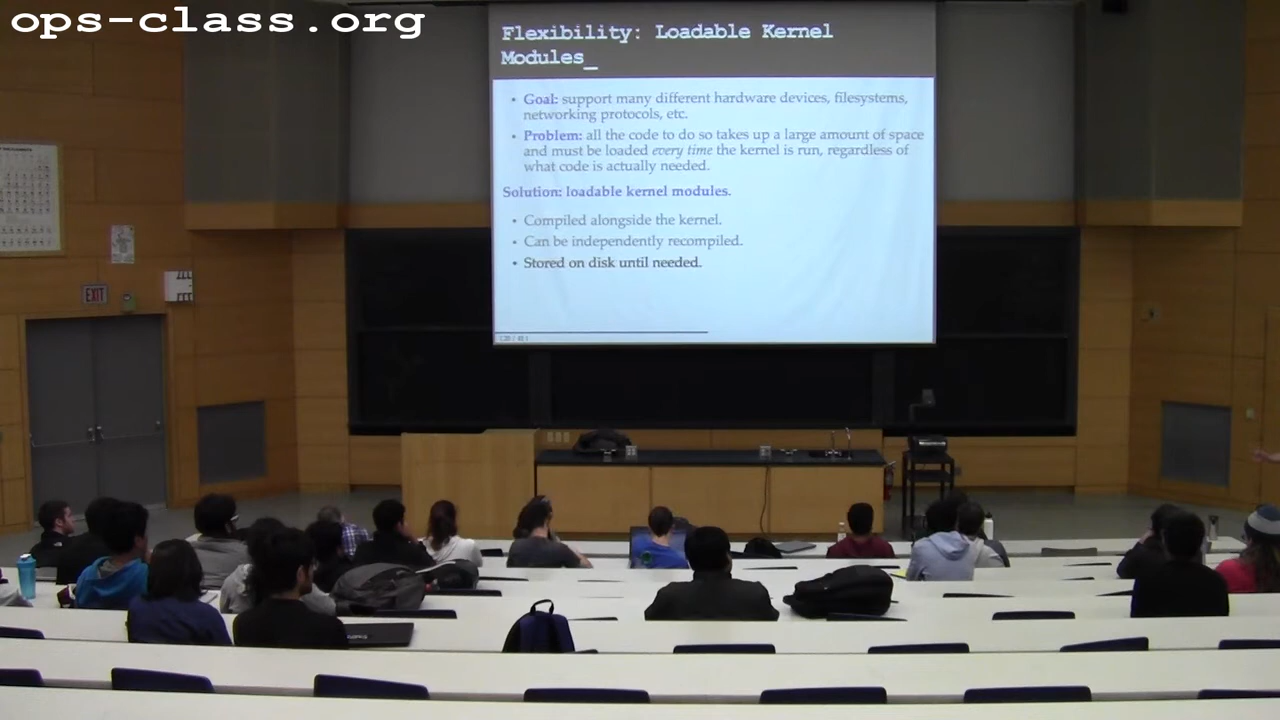 ops-class.org
Flexibility: Loadable Kernel
Modules_
• Goal: support many different hardware devices, filesystems,
networking protocols, etc.
• Problem: all the code to do so takes up a large amount of space
and must be loaded every time the kernel is run, regardless of
what code is actually needed.
Solution: loadable kernel modules.
• Compiled alongside the kernel.
• Can be independently recompiled.
• Stored on disk until needed.
EXIT